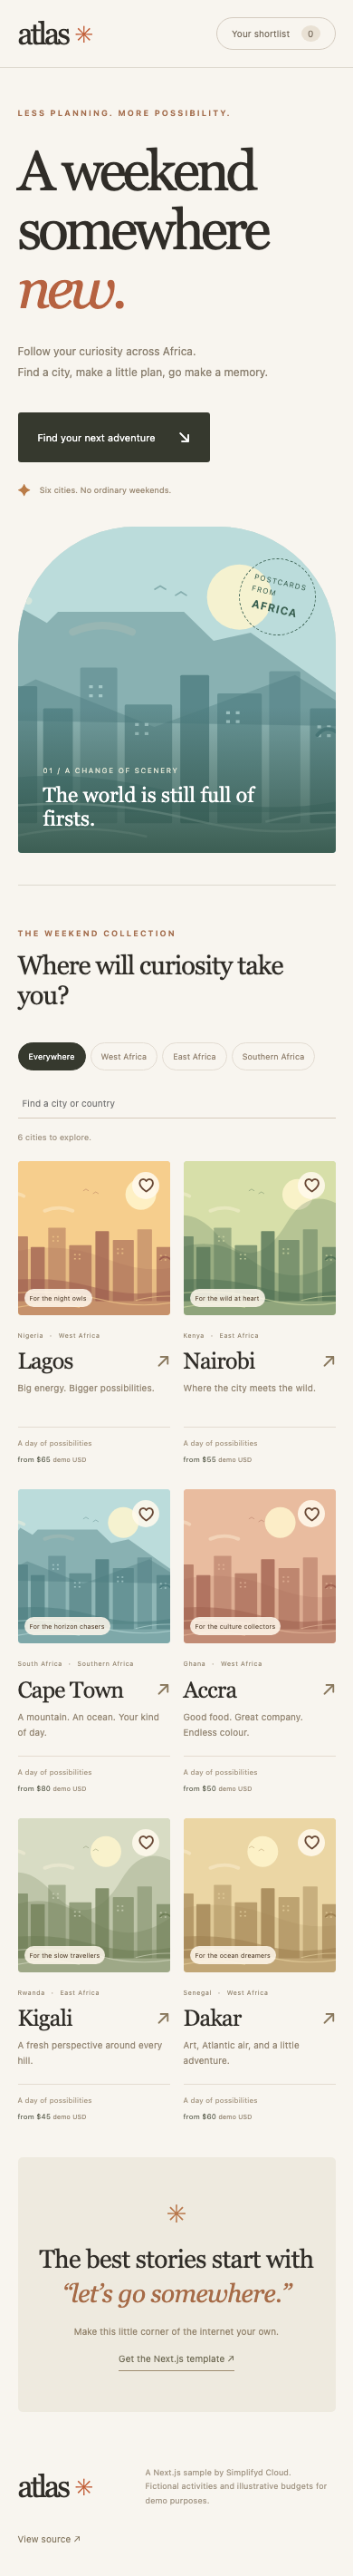 atlas
Your shortlist 0
LESS PLANNING. MORE POSSIBILITY.
A weekend
somewhere
new.
Follow your curiosity across Africa.
Find a city, make a little plan, go make a memory.
Find your next adventure
Six cities. No ordinary weekends.
POSTCARDS
FROM
AFRICA
01 / A CHANGE OF SCENERY
The world is still full of
firsts.
THE WEEKEND COLLECTION
Where will curiosity take
you?
Everywhere West Africa East Africa Southern Africa
Find a city or country
6 cities to explore.
For the night owls
Nigeria · West Africa
Lagos
Big energy. Bigger possibilities.
A day of possibilities
from $65 demo USD
For the wild at heart
Kenya · East Africa
Nairobi
Where the city meets the wild.
A day of possibilities
from $55 demo USD
For the horizon chasers
South Africa · Southern Africa
Cape Town
A mountain. An ocean. Your kind
of day.
A day of possibilities
from $80 demo USD
For the culture collectors
Ghana · West Africa
Accra
Good food. Great company.
Endless colour.
A day of possibilities
from $50 demo USD
For the slow travellers
Rwanda · East Africa
Kigali
A fresh perspective around every
hill.
A day of possibilities
from $45 demo USD
For the ocean dreamers
Senegal · West Africa
Dakar
Art, Atlantic air, and a little
adventure.
A day of possibilities
from $60 demo USD
The best stories start with
“let’s go somewhere.”
Make this little corner of the internet your own.
Get the Next.js template ↗
atlas
A Next.js sample by Simplifyd Cloud.
Fictional activities and illustrative budgets for
demo purposes.
View source ↗